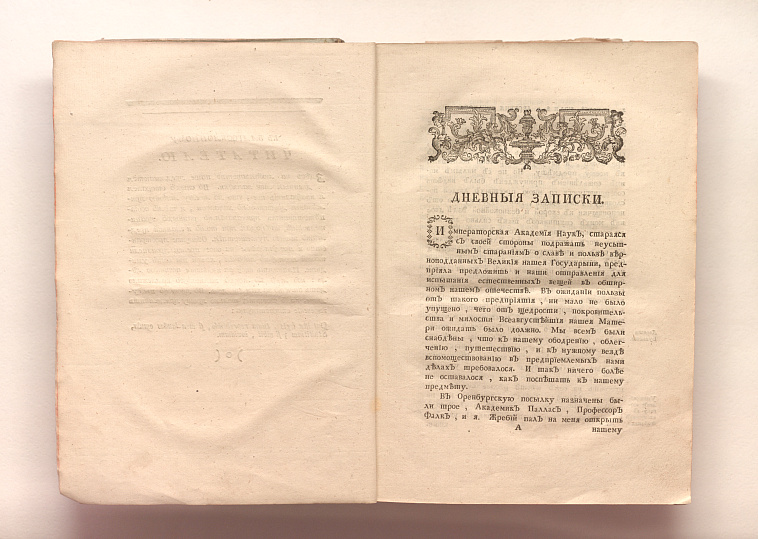 ДНЕВНЫЯ ЗАПИСКИ.
Императорская Академія Наукъ, стараяся
съ своей стороны подражать неусып-
нымъ стараніямъ о славѣ и пользѣ вѣр-
ноподданныхъ Великія нашея Государыни, пред-
пріяла предложить и наши отправленія для
испытанія естественныхъ вещей въ обшир-
номъ нашемъ отечествѣ. Въ ожиданіи пользы
отъ такого предпріятія , ни мало не было
упущено , чего отъ щедрости , покровитель-
ства и милости Всеавгустѣйшія нашея Мате-
ри ожидать было должно. Мы всемъ были
снабдѣны , что къ нашему ободренію , облег-
ченію , путешествію , и къ нужному вездѣ
вспомоществованію въ предпріемлемыхъ нами
дѣлахъ требовалося. И такъ ничего болѣе
не оставалося , какъ поспѣшать къ нашему
предмѣту.
Въ Оренбургскую посылку назначены бы-
ли трое , Академикъ Палласъ , Профессоръ
Фалкъ , и я. Жребій палъ на меня открыть
А нашему